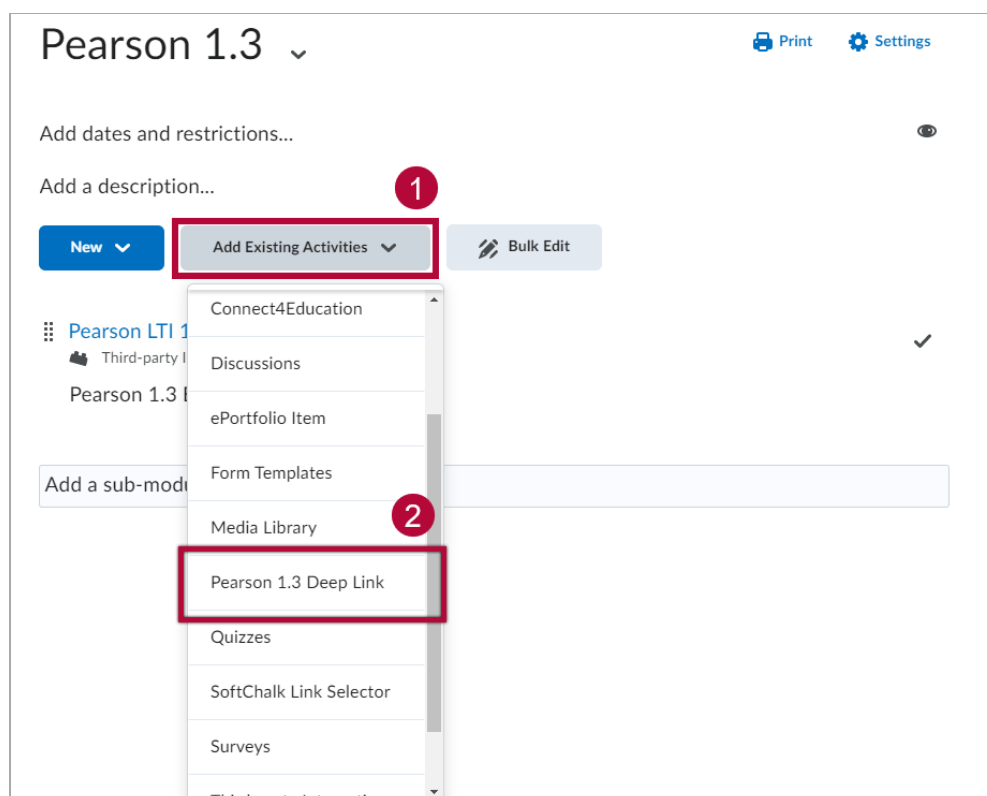 Pearson 1.3
Print
Settings
Add dates and restrictions...
Add a description...
1
New
Add Existing Activities
Bulk Edit
Connect4Education
Pearson LTI 1
Third-party I
Discussions
Pearson 1.3
ePortfolio Item
Form Templates
Add a sub-modu
Media Library
2
Pearson 1.3 Deep Link
Quizzes
SoftChalk Link Selector
Surveys